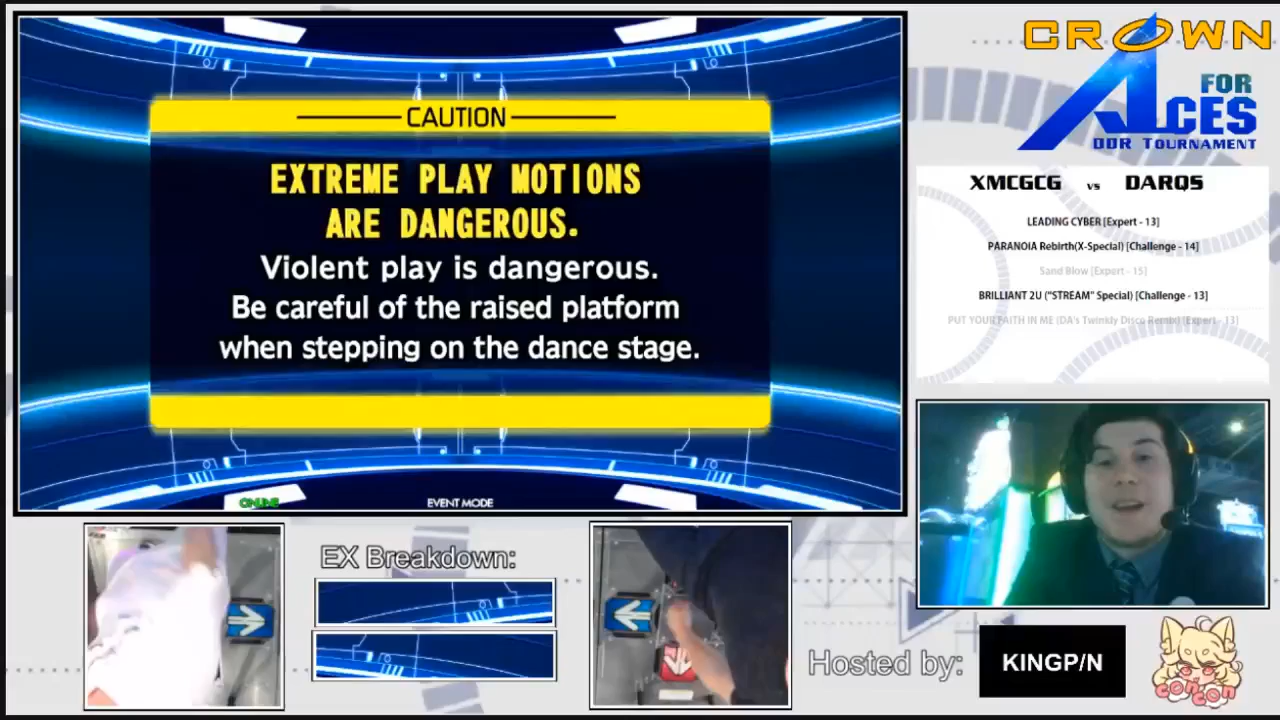 CAUTION
EXTREME PLAY MOTIONS
ARE DANGEROUS.
Violent play is dangerous.
Be careful of the raised platform
when stepping on the dance stage.
ONLINE
EVENT MODE
CROWN
FOR
ACES
DDR TOURNAMENT
XMCGCG vs DARQS
LEADING CYBER [Expert - 13]
PARANOIA Rebirth(X-Special) [Challenge - 14]
Sand Blow [Expert - 15]
BRILLIANT 2U ("STREAM" Special) [Challenge - 13]
PUT YOUR FAITH IN ME (DA's Twinkly Disco Remix) [Expert - 13]
EX Breakdown:
Hosted by:
KINGP/N
concon